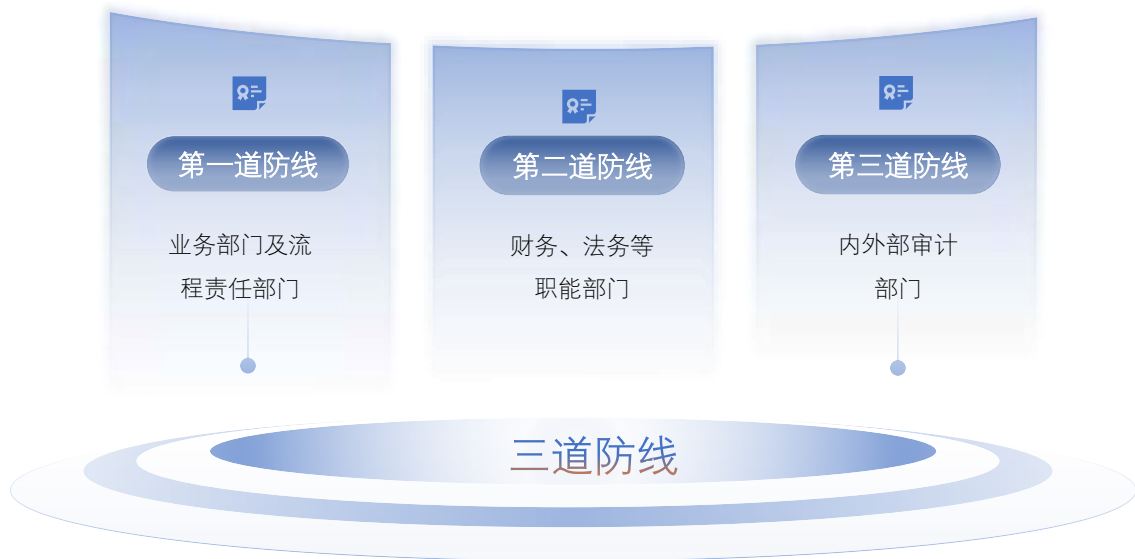 第一道防线
业务部门及流
程责任部门
第二道防线
财务、法务等
职能部门
第三道防线
内外部审计
部门
三道防线